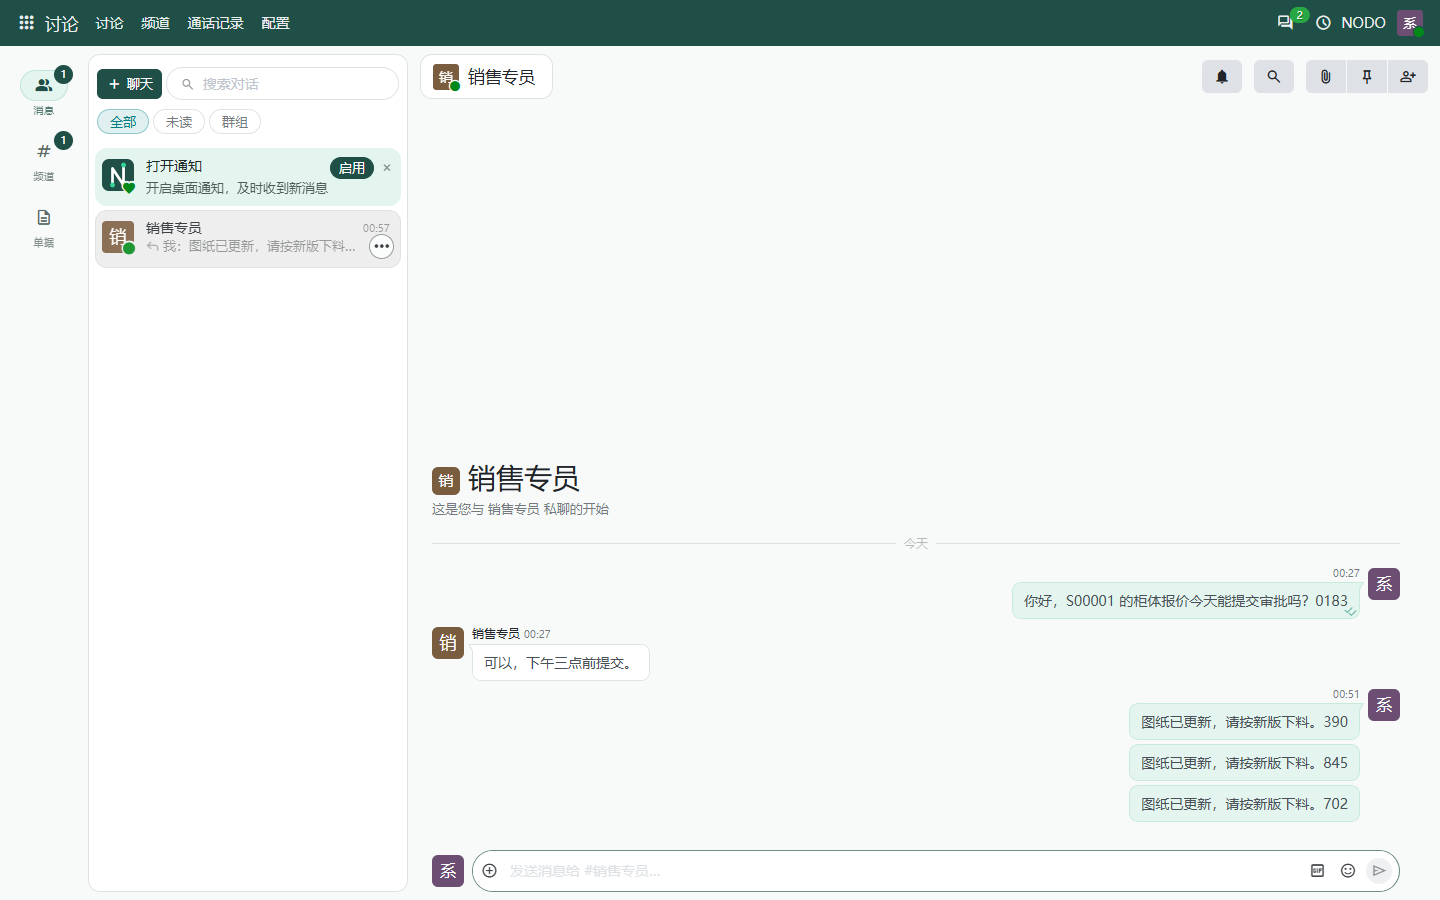 讨论 讨论 频道 通话记录 配置 2 NODO 系
1
消息
1
频道
单据
聊天 搜索对话
全部 未读 群组
打开通知 启用
开启桌面通知，及时收到新消息
销 销售专员 00:57
我：图纸已更新，请按新版下料...
销 销售专员
销 销售专员
这是您与 销售专员 私聊的开始
今天
00:27
你好，S00001 的柜体报价今天能提交审批吗？0183 系
销 销售专员 00:27
可以，下午三点前提交。
00:51
系
图纸已更新，请按新版下料。390
图纸已更新，请按新版下料。845
图纸已更新，请按新版下料。702
系 发送消息给 #销售专员... GIF